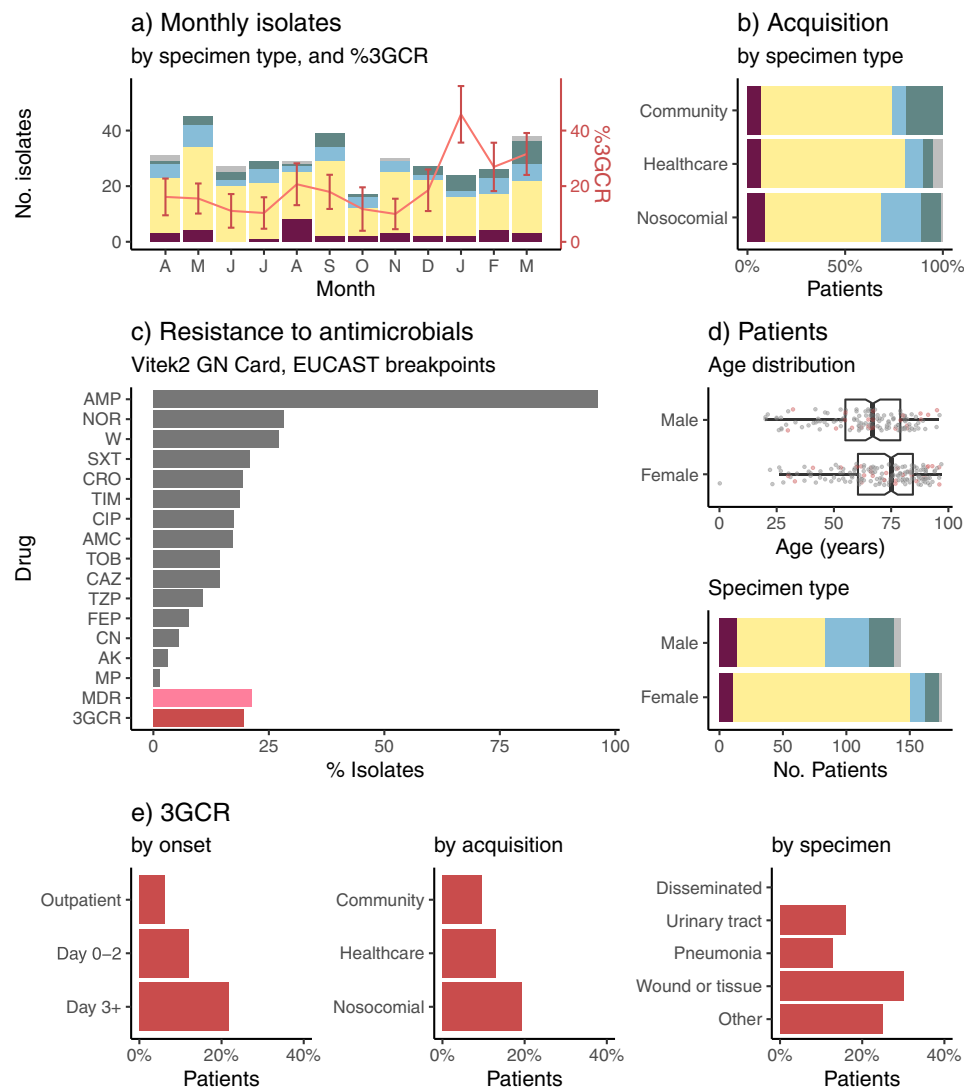 a) Monthly isolates
by specimen type, and %3GCR
No. isolates
0
20
40
0
20
40
%3GCR
A M J J A S O N D J F M
Month
b) Acquisition
by specimen type
Community
Healthcare
Nosocomial
0% 50% 100%
Patients
c) Resistance to antimicrobials
Vitek2 GN Card, EUCAST breakpoints
Drug
AMP
NOR
W
SXT
CRO
TIM
CIP
AMC
TOB
CAZ
TZP
FEP
CN
AK
MP
MDR
3GCR
0 25 50 75 100
% Isolates
d) Patients
Age distribution
Male
Female
0 25 50 75 100
Age (years)
Specimen type
Male
Female
0 50 100 150
No. Patients
e) 3GCR
by onset
Outpatient
Day 0−2
Day 3+
0% 20% 40%
Patients
by acquisition
Community
Healthcare
Nosocomial
0% 20% 40%
Patients
by specimen
Disseminated
Urinary tract
Pneumonia
Wound or tissue
Other
0% 20% 40%
Patients